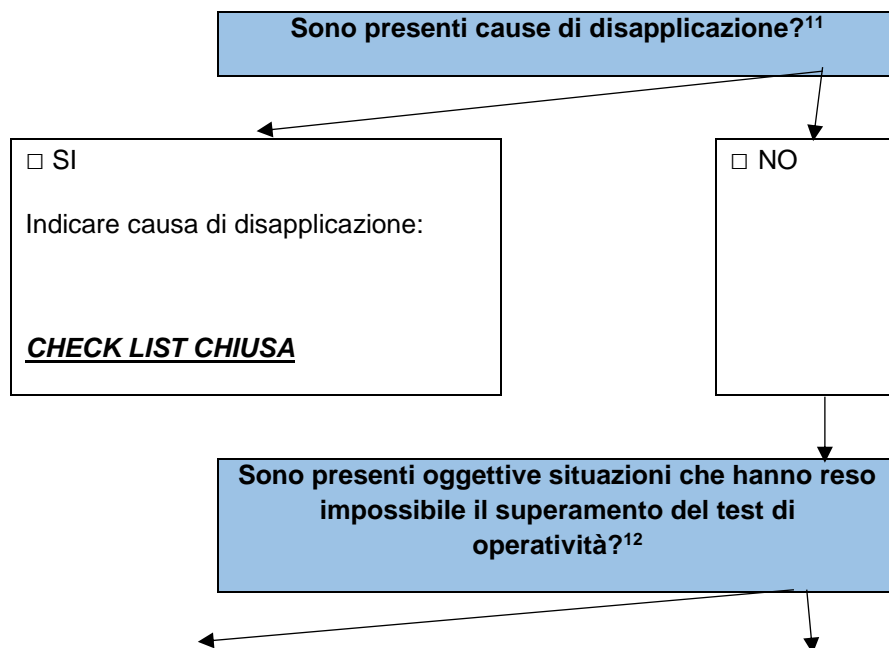 Sono presenti cause di disapplicazione?¹¹
□ SI
Indicare causa di disapplicazione:
CHECK LIST CHIUSA
□ NO
Sono presenti oggettive situazioni che hanno reso
impossibile il superamento del test di
operatività?¹²